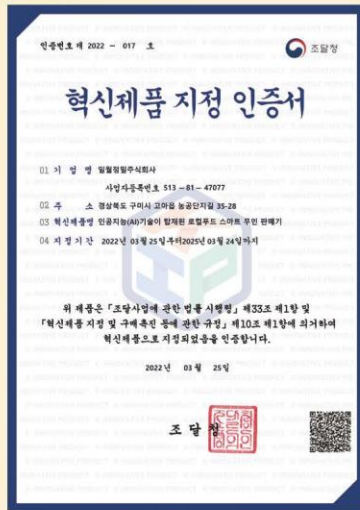 인증번호 제 2022 - 017 호
조달청
혁신제품 지정 인증서
01 기 업 명 밀월정밀주식회사
사업자등록번호 513 - 81 - 47077
02 주 소 경상북도 구미시 고아읍 농공단지길 35-28
03 혁신제품명 인공지능(AI)기술이 탑재된 로컬푸드 스마트 무인 판매기
04 지정기간 2022년 03월 25일부터2025년 03월 24일까지
위 제품은 「조달사업에 관한 법률 시행령」 제33조 제1항 및
「혁신제품 지정 및 구매촉진 등에 관한 규정」 제10조 제1항에 의거하여
혁신제품으로 지정되었음을 인증합니다.
2022년 03월 25일
조 달 청